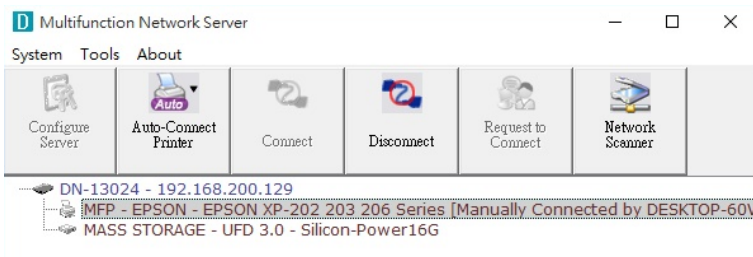 Multifunction Network Server
System Tools About
Configure Server
Auto
Auto-Connect Printer
Connect
Disconnect
Request to Connect
Network Scanner
DN-13024 - 192.168.200.129
MFP - EPSON - EPSON XP-202 203 206 Series [Manually Connected by DESKTOP-60
MASS STORAGE - UFD 3.0 - Silicon-Power16G